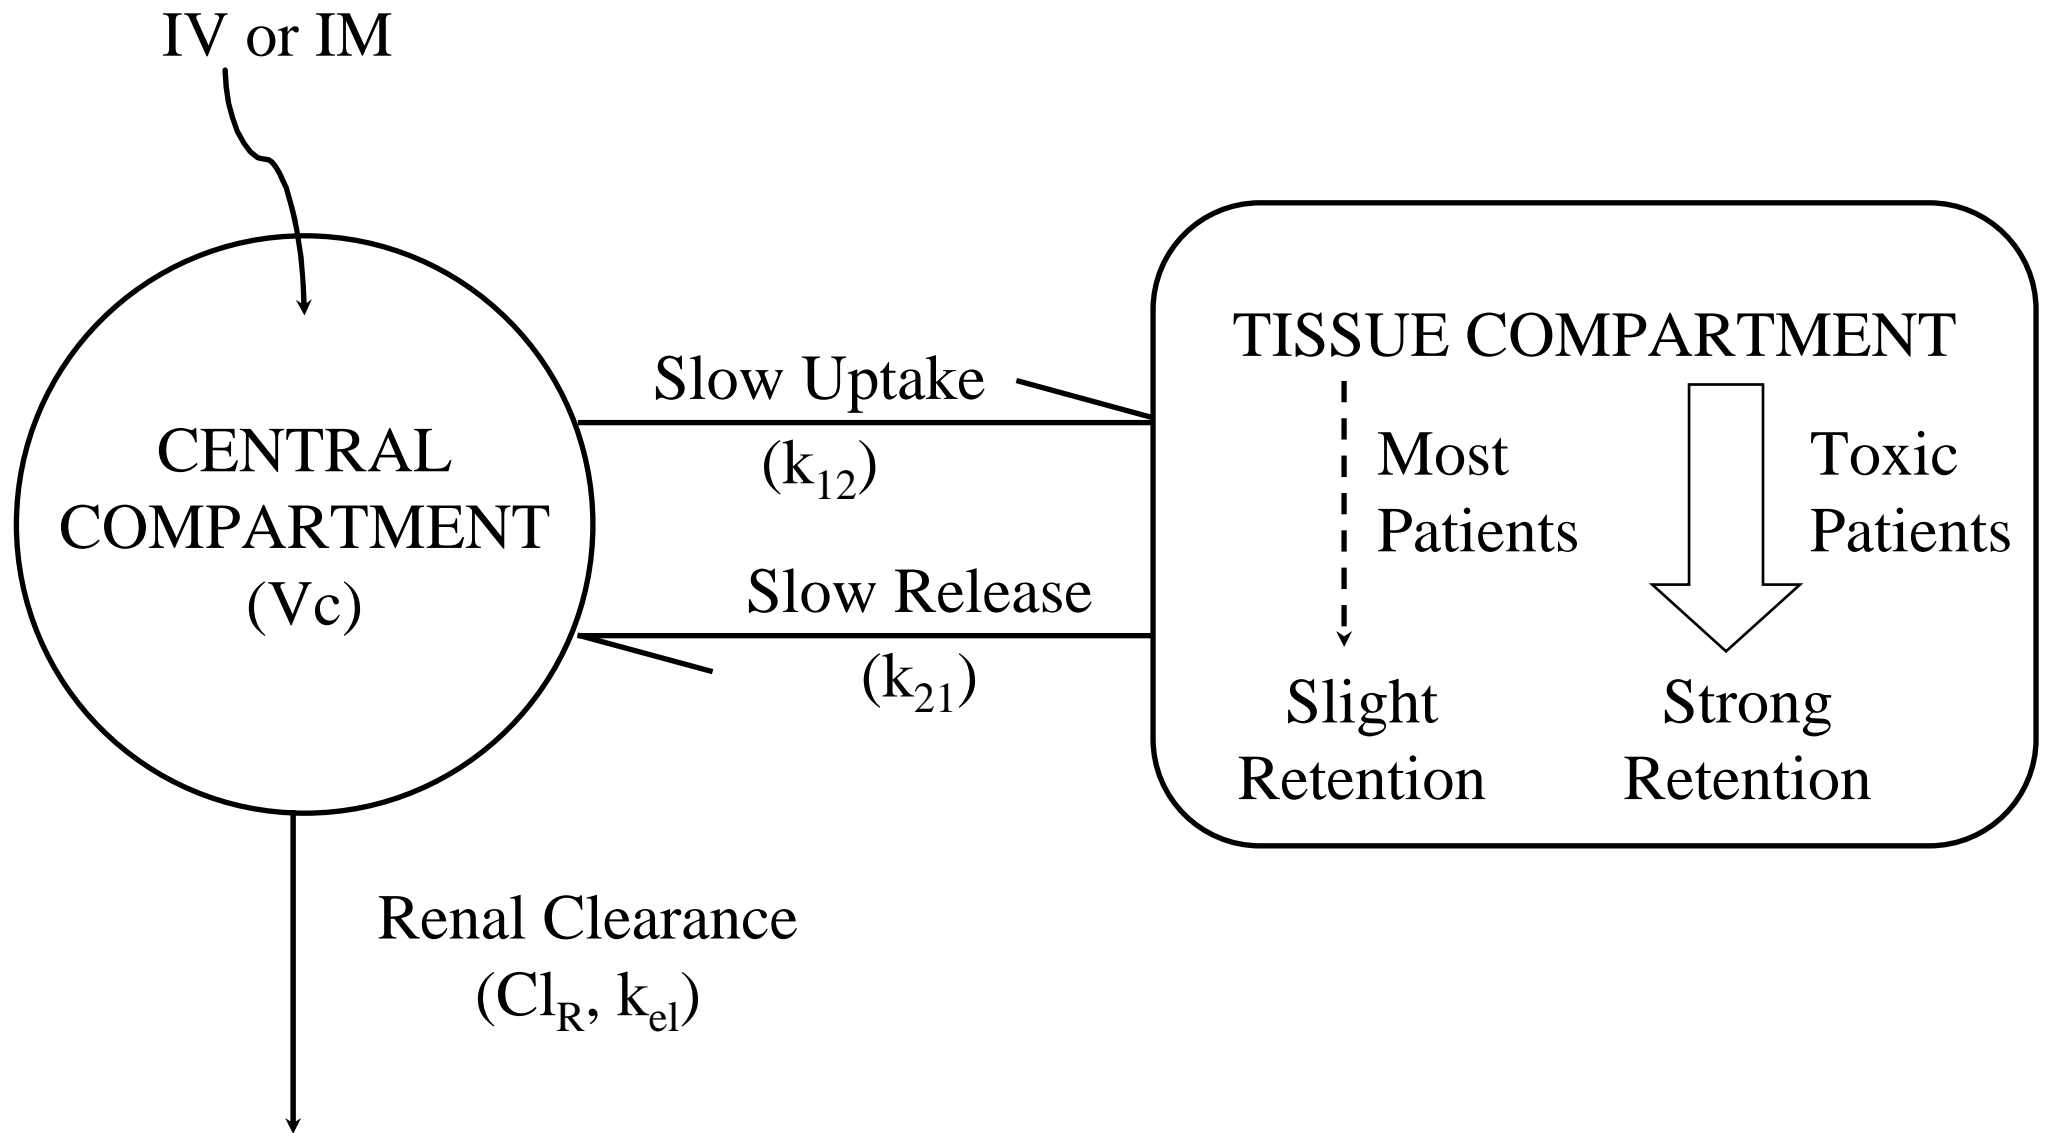 IV or IM
CENTRAL
COMPARTMENT
(Vc)
Slow Uptake
(k12)
Slow Release
(k21)
TISSUE COMPARTMENT
Most
Patients
Toxic
Patients
Slight
Retention
Strong
Retention
Renal Clearance
(ClR, kel)